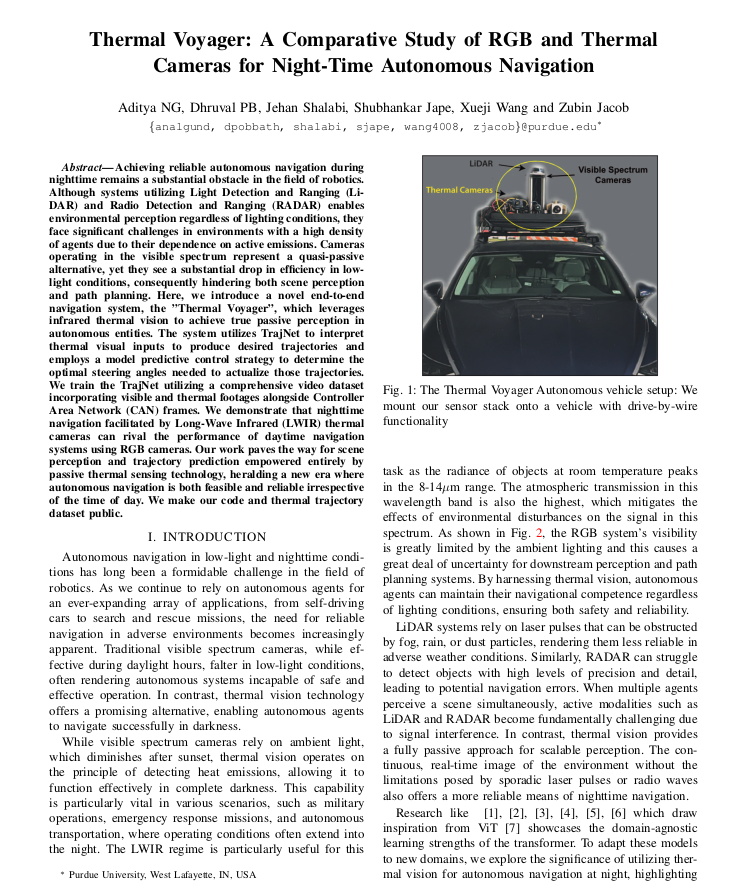 Thermal Voyager: A Comparative Study of RGB and Thermal
Cameras for Night-Time Autonomous Navigation
Aditya NG, Dhruval PB, Jehan Shalabi, Shubhankar Jape, Xueji Wang and Zubin Jacob
{analgund, dpobbath, shalabi, sjape, wang4008, zjacob}@purdue.edu*
Abstract—Achieving reliable autonomous navigation during
nighttime remains a substantial obstacle in the field of robotics.
Although systems utilizing Light Detection and Ranging (Li-
DAR) and Radio Detection and Ranging (RADAR) enables
environmental perception regardless of lighting conditions, they
face significant challenges in environments with a high density
of agents due to their dependence on active emissions. Cameras
operating in the visible spectrum represent a quasi-passive
alternative, yet they see a substantial drop in efficiency in low-
light conditions, consequently hindering both scene perception
and path planning. Here, we introduce a novel end-to-end
navigation system, the "Thermal Voyager", which leverages
infrared thermal vision to achieve true passive perception in
autonomous entities. The system utilizes TrajNet to interpret
thermal visual inputs to produce desired trajectories and
employs a model predictive control strategy to determine the
optimal steering angles needed to actualize those trajectories.
We train the TrajNet utilizing a comprehensive video dataset
incorporating visible and thermal footages alongside Controller
Area Network (CAN) frames. We demonstrate that nighttime
navigation facilitated by Long-Wave Infrared (LWIR) thermal
cameras can rival the performance of daytime navigation
systems using RGB cameras. Our work paves the way for scene
perception and trajectory prediction empowered entirely by
passive thermal sensing technology, heralding a new era where
autonomous navigation is both feasible and reliable irrespective
of the time of day. We make our code and thermal trajectory
dataset public.
I. INTRODUCTION
Autonomous navigation in low-light and nighttime condi-
tions has long been a formidable challenge in the field of
robotics. As we continue to rely on autonomous agents for
an ever-expanding array of applications, from self-driving
cars to search and rescue missions, the need for reliable
navigation in adverse environments becomes increasingly
apparent. Traditional visible spectrum cameras, while ef-
fective during daylight hours, falter in low-light conditions,
often rendering autonomous systems incapable of safe and
effective operation. In contrast, thermal vision technology
offers a promising alternative, enabling autonomous agents
to navigate successfully in darkness.
While visible spectrum cameras rely on ambient light,
which diminishes after sunset, thermal vision operates on
the principle of detecting heat emissions, allowing it to
function effectively in complete darkness. This capability
is particularly vital in various scenarios, such as military
operations, emergency response missions, and autonomous
transportation, where operating conditions often extend into
the night. The LWIR regime is particularly useful for this
* Purdue University, West Lafayette, IN, USA
LiDAR
Visible Spectrum
Cameras
Thermal Cameras
Fig. 1: The Thermal Voyager Autonomous vehicle setup: We
mount our sensor stack onto a vehicle with drive-by-wire
functionality
task as the radiance of objects at room temperature peaks
in the 8-14μm range. The atmospheric transmission in this
wavelength band is also the highest, which mitigates the
effects of environmental disturbances on the signal in this
spectrum. As shown in Fig. 2, the RGB system's visibility
is greatly limited by the ambient lighting and this causes a
great deal of uncertainty for downstream perception and path
planning systems. By harnessing thermal vision, autonomous
agents can maintain their navigational competence regardless
of lighting conditions, ensuring both safety and reliability.
LiDAR systems rely on laser pulses that can be obstructed
by fog, rain, or dust particles, rendering them less reliable in
adverse weather conditions. Similarly, RADAR can struggle
to detect objects with high levels of precision and detail,
leading to potential navigation errors. When multiple agents
perceive a scene simultaneously, active modalities such as
LiDAR and RADAR become fundamentally challenging due
to signal interference. In contrast, thermal vision provides
a fully passive approach for scalable perception. The con-
tinuous, real-time image of the environment without the
limitations posed by sporadic laser pulses or radio waves
also offers a more reliable means of nighttime navigation.
Research like [1], [2], [3], [4], [5], [6] which draw
inspiration from ViT [7] showcases the domain-agnostic
learning strengths of the transformer. To adapt these models
to new domains, we explore the significance of utilizing ther-
mal vision for autonomous navigation at night, highlighting